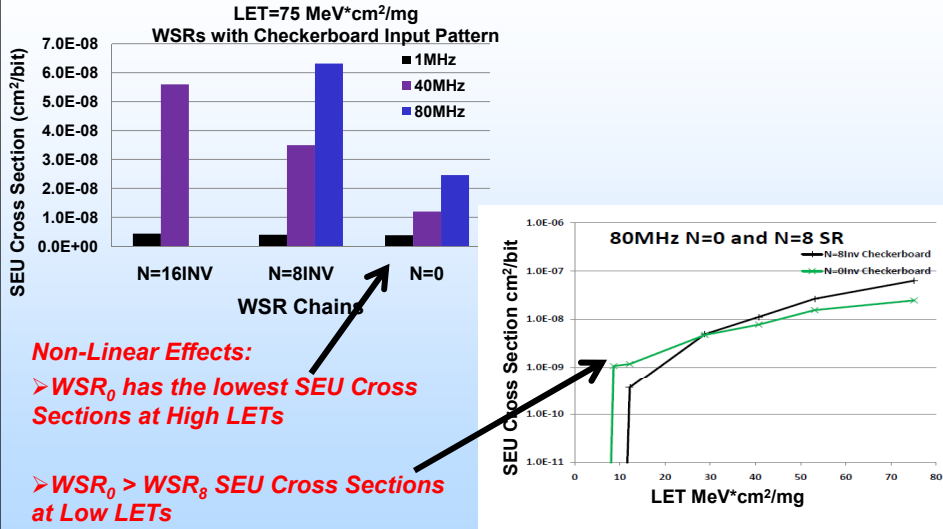 LET=75 MeV*cm²/mg
WSRs with Checkerboard Input Pattern
SEU Cross Section (cm²/bit)
7.0E-08
6.0E-08
5.0E-08
4.0E-08
3.0E-08
2.0E-08
1.0E-08
0.0E+00
1MHz
40MHz
80MHz
N=16INV
N=8INV
N=0
WSR Chains
Non-Linear Effects:
➢WSR₀ has the lowest SEU Cross
Sections at High LETs
➢WSR₀ > WSR₈ SEU Cross Sections
at Low LETs
80MHz N=0 and N=8 SR
N=8Inv Checkerboard
N=0Inv Checkerboard
SEU Cross Section cm²/bit
1.0E-06
1.0E-07
1.0E-08
1.0E-09
1.0E-10
1.0E-11
0 10 20 30 40 50 60 70 80
LET MeV*cm²/mg